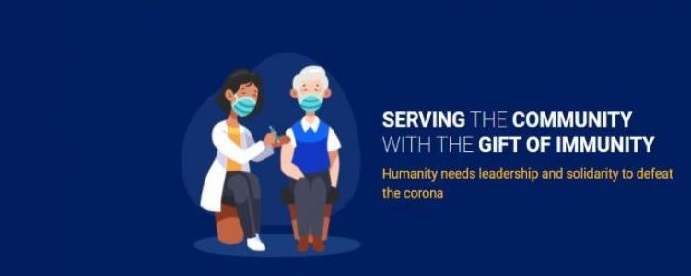 SERVING THE COMMUNITY
WITH THE GIFT OF IMMUNITY
Humanity needs leadership and solidarity to defeat
the corona